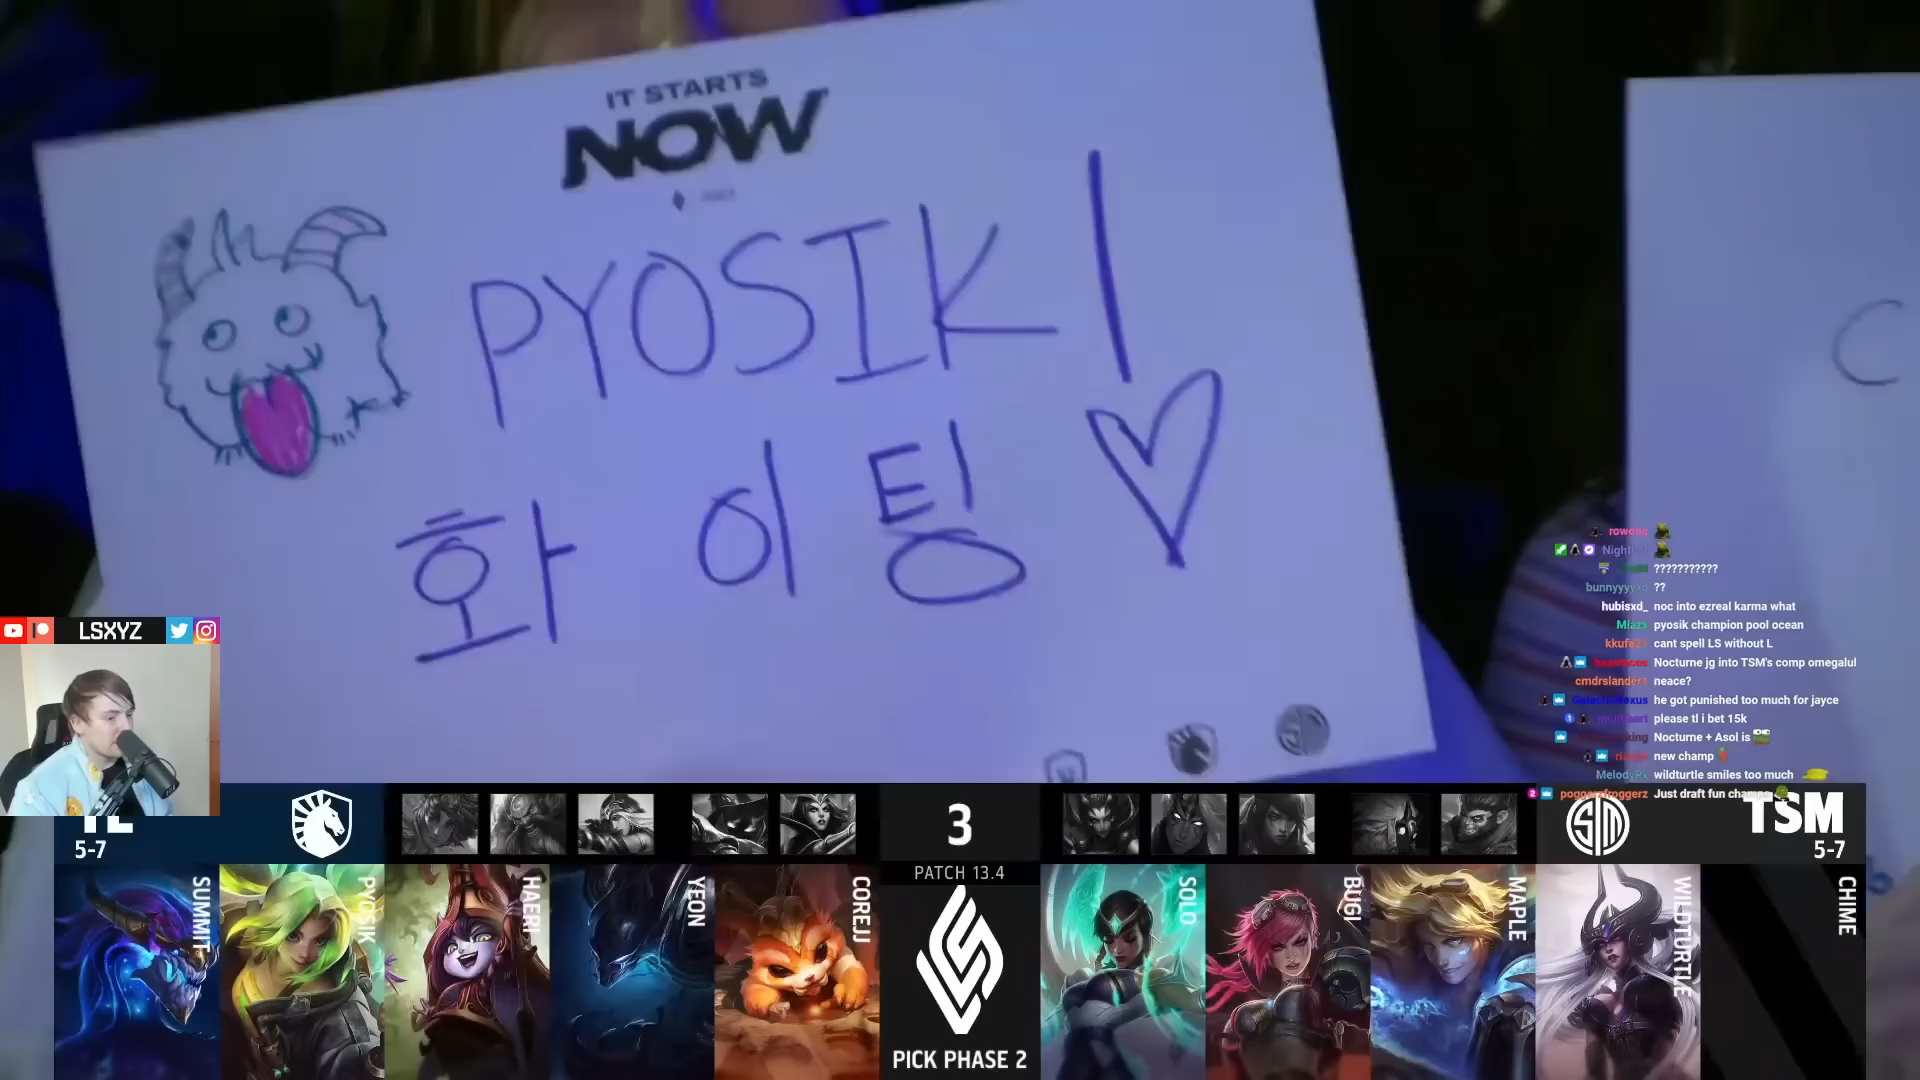 IT STARTS
NOW
PYOSIK!
화이팅
C
LSXYZ
rowdog
???????????
??
hubisxd_ noc into ezreal karma what
Miazx pyosik champion pool ocean
cant spell LS without L
Nocturne jg into TSM's comp omegalul
cmdrslander1 neace?
he got punished too much for jayce
please tl i bet 15k
Nocturne + Asol is
new champ
MelodyRx wildturtle smiles too much
poggerzfroggerz Just draft fun champs
TL
5-7
3
TSM
5-7
PATCH 13.4
SUMMIT
PYOSIK
HAERI
YEON
COREJJ
PICK PHASE 2
SOLO
BUGI
MAPLE
WILDTURTLE
CHIME